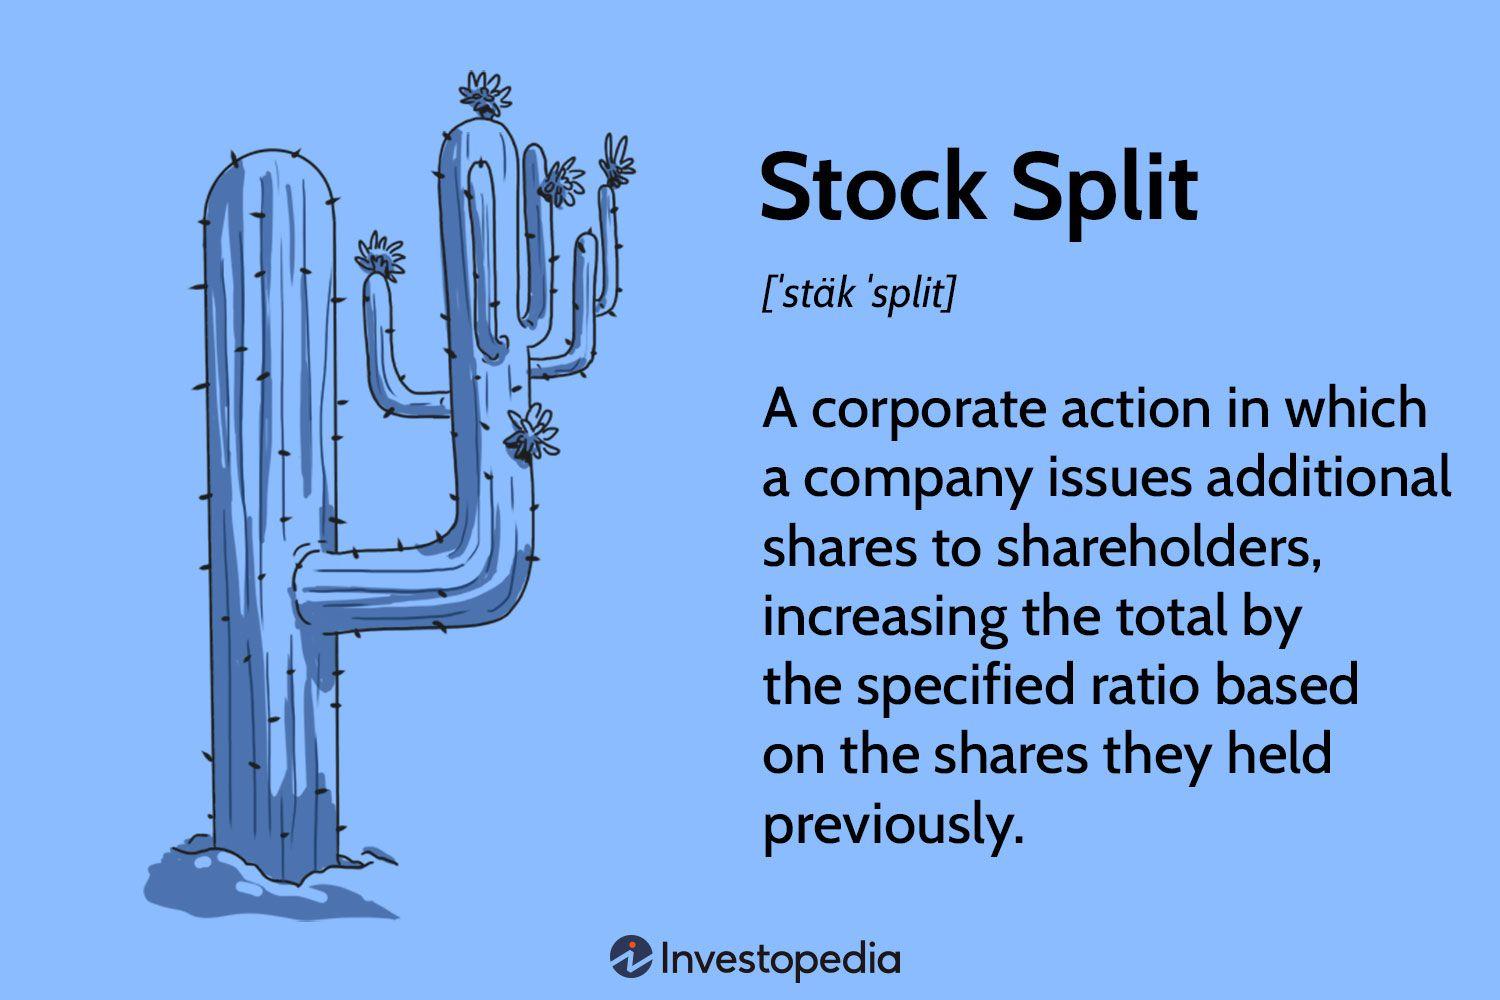 Stock Split
[ˈstäk ˈsplit]
A corporate action in which
a company issues additional
shares to shareholders,
increasing the total by
the specified ratio based
on the shares they held
previously.
Investopedia